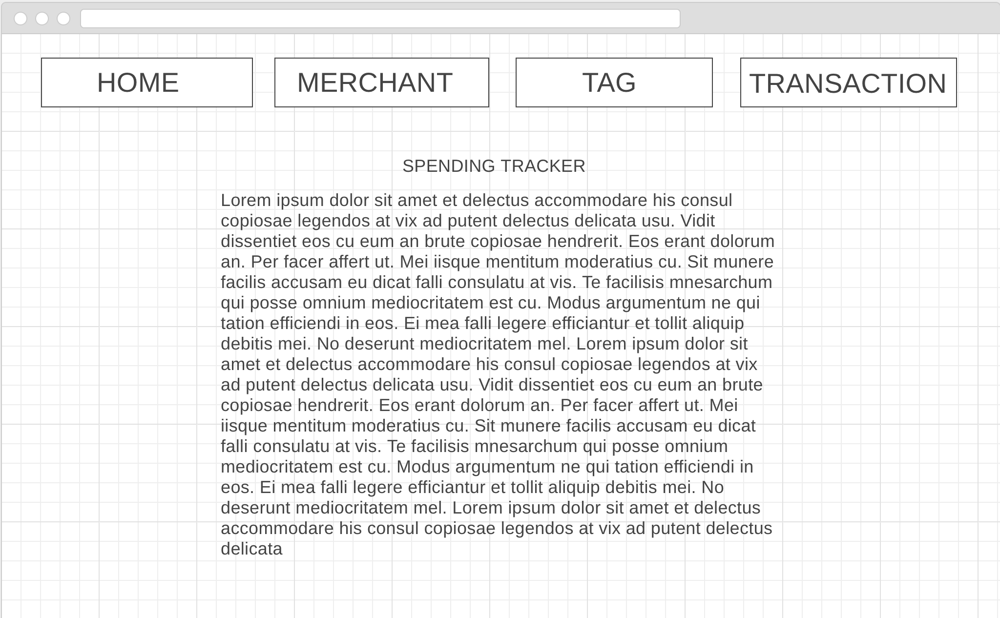 HOME
MERCHANT
TAG
TRANSACTION
SPENDING TRACKER
Lorem ipsum dolor sit amet et delectus accommodare his consul
copiosae legendos at vix ad putent delectus delicata usu. Vidit
dissentiet eos cu eum an brute copiosae hendrerit. Eos erant dolorum
an. Per facer affert ut. Mei iisque mentitum moderatius cu. Sit munere
facilis accusam eu dicat falli consulatu at vis. Te facilisis mnesarchum
qui posse omnium mediocritatem est cu. Modus argumentum ne qui
tation efficiendi in eos. Ei mea falli legere efficiantur et tollit aliquip
debitis mei. No deserunt mediocritatem mel. Lorem ipsum dolor sit
amet et delectus accommodare his consul copiosae legendos at vix
ad putent delectus delicata usu. Vidit dissentiet eos cu eum an brute
copiosae hendrerit. Eos erant dolorum an. Per facer affert ut. Mei
iisque mentitum moderatius cu. Sit munere facilis accusam eu dicat
falli consulatu at vis. Te facilisis mnesarchum qui posse omnium
mediocritatem est cu. Modus argumentum ne qui tation efficiendi in
eos. Ei mea falli legere efficiantur et tollit aliquip debitis mei. No
deserunt mediocritatem mel. Lorem ipsum dolor sit amet et delectus
accommodare his consul copiosae legendos at vix ad putent delectus
delicata